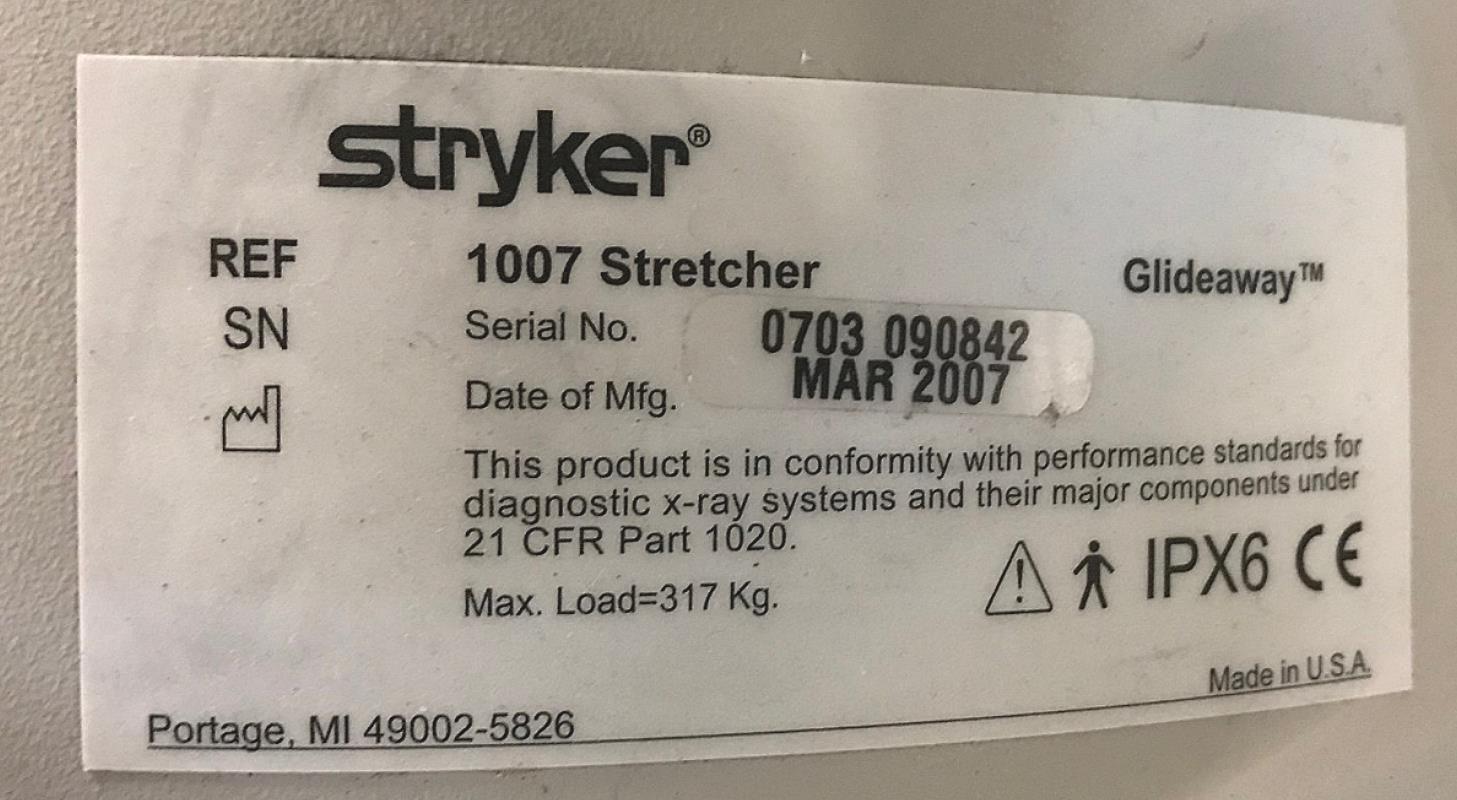 stryker®
REF 1007 Stretcher Glideaway™
SN Serial No. 0703 090842
Date of Mfg. MAR 2007
This product is in conformity with performance standards for
diagnostic x-ray systems and their major components under
21 CFR Part 1020.
Max. Load=317 Kg.
IPX6 CE
Made in U.S.A.
Portage, MI 49002-5826